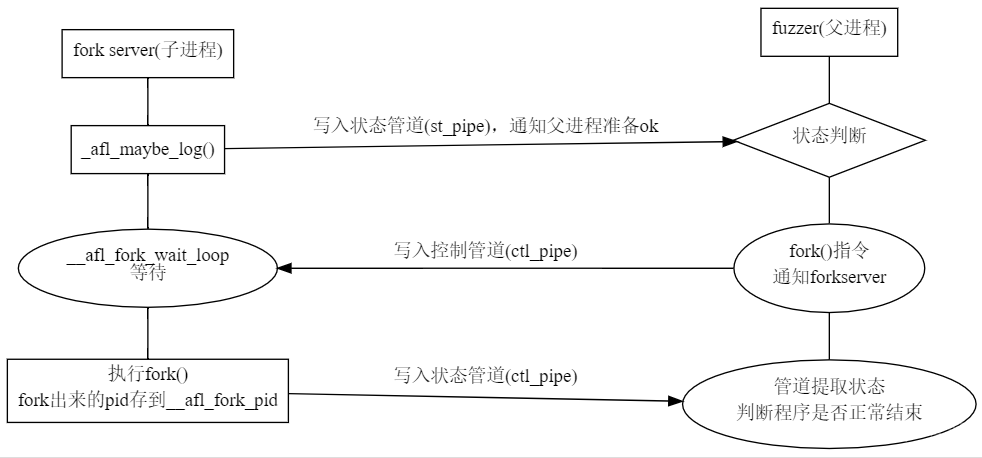 fork server(子进程)
fuzzer(父进程)
写入状态管道(st_pipe)，通知父进程准备ok
_afl_maybe_log()
状态判断
__afl_fork_wait_loop
等待
写入控制管道(ctl_pipe)
fork()指令
通知forkserver
执行fork()
fork出来的pid存到__afl_fork_pid
写入状态管道(ctl_pipe)
管道提取状态
判断程序是否正常结束